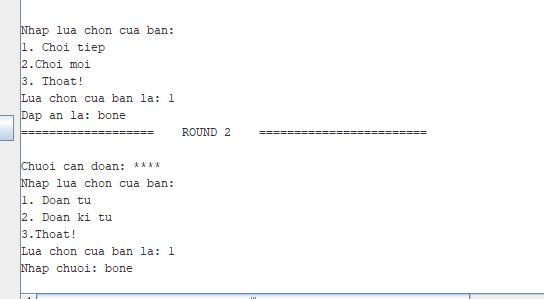 Nhap lua chon cua ban:
1. Choi tiep
2.Choi moi
3. Thoat!
Lua chon cua ban la: 1
Dap an la: bone
===================    ROUND 2    ========================
Chuoi can doan: ****
Nhap lua chon cua ban:
1. Doan tu
2. Doan ki tu
3.Thoat!
Lua chon cua ban la: 1
Nhap chuoi: bone